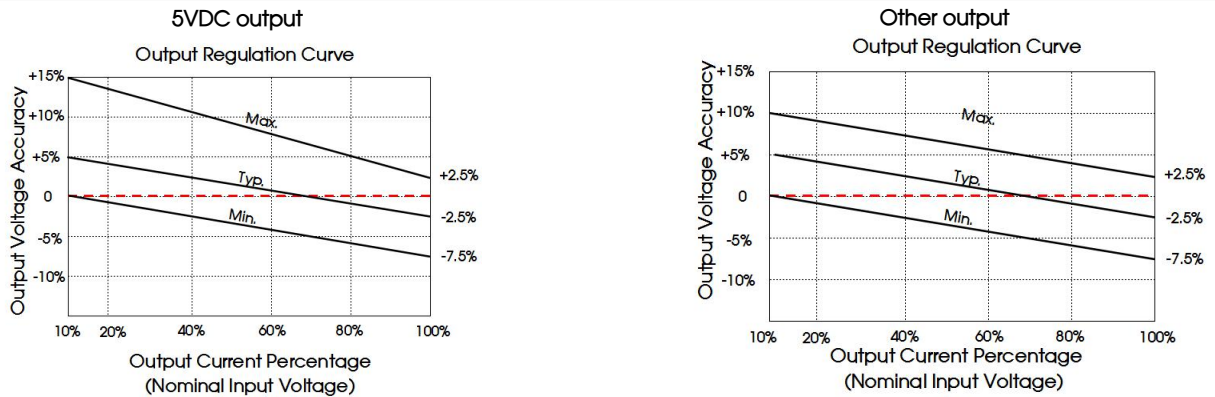 5VDC output
Output Regulation Curve
Output Voltage Accuracy
+15%
+10%
+5%
0
-5%
-10%
Max.
Typ.
Min.
+2.5%
-2.5%
-7.5%
10% 20% 40% 60% 80% 100%
Output Current Percentage
(Nominal Input Voltage)
Other output
Output Regulation Curve
Output Voltage Accuracy
+15%
+10%
+5%
0
-5%
-10%
Max.
Typ.
Min.
+2.5%
-2.5%
-7.5%
10% 20% 40% 60% 80% 100%
Output Current Percentage
(Nominal Input Voltage)